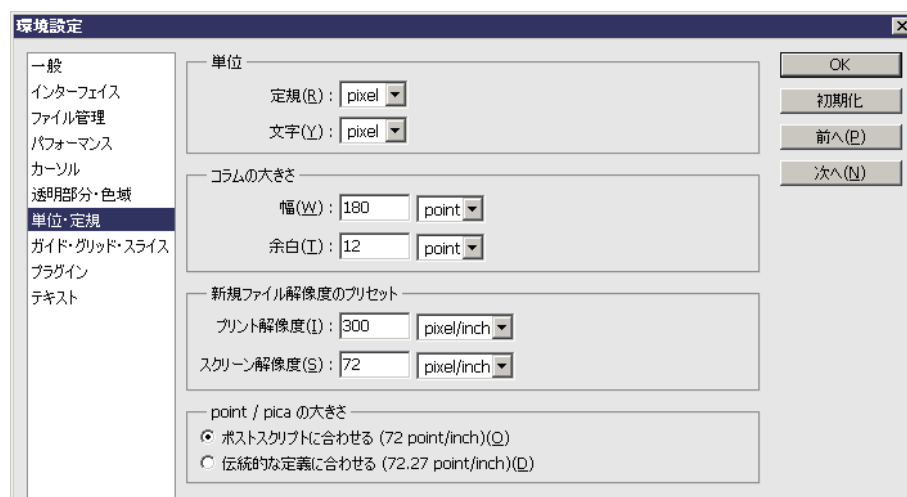 環境設定
一般
インターフェイス
ファイル管理
パフォーマンス
カーソル
透明部分・色域
単位・定規
ガイド・グリッド・スライス
プラグイン
テキスト
単位
定規(R): pixel
文字(Y): pixel
コラムの大きさ
幅(W): 180 point
余白(T): 12 point
新規ファイル解像度のプリセット
プリント解像度(I): 300 pixel/inch
スクリーン解像度(S): 72 pixel/inch
point / pica の大きさ
ポストスクリプトに合わせる (72 point/inch)(O)
伝統的な定義に合わせる (72.27 point/inch)(D)
OK
初期化
前へ(P)
次へ(N)